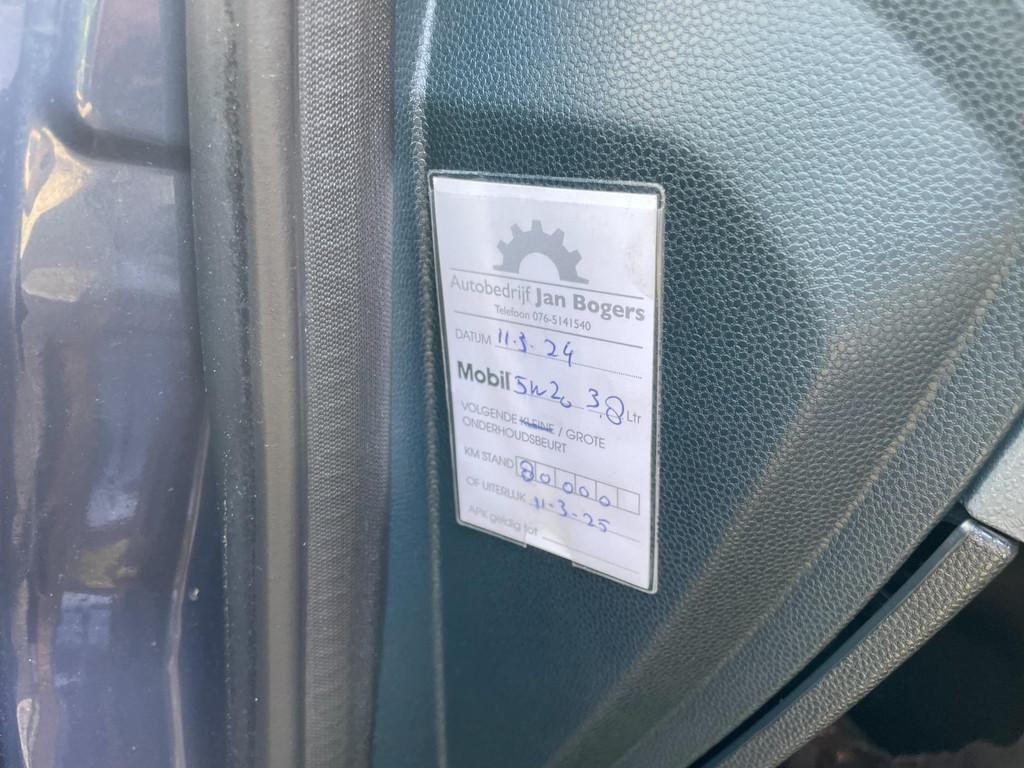 Autobedrijf Jan Bogers
Telefoon 076-5141540
DATUM 11-3-24
Mobil 5W20 3,8 Ltr
VOLGENDE KLEINE / GROTE
ONDERHOUDSBEURT
KM STAND 80000
OF UITERLIJK 11-3-25
APK geldig tot